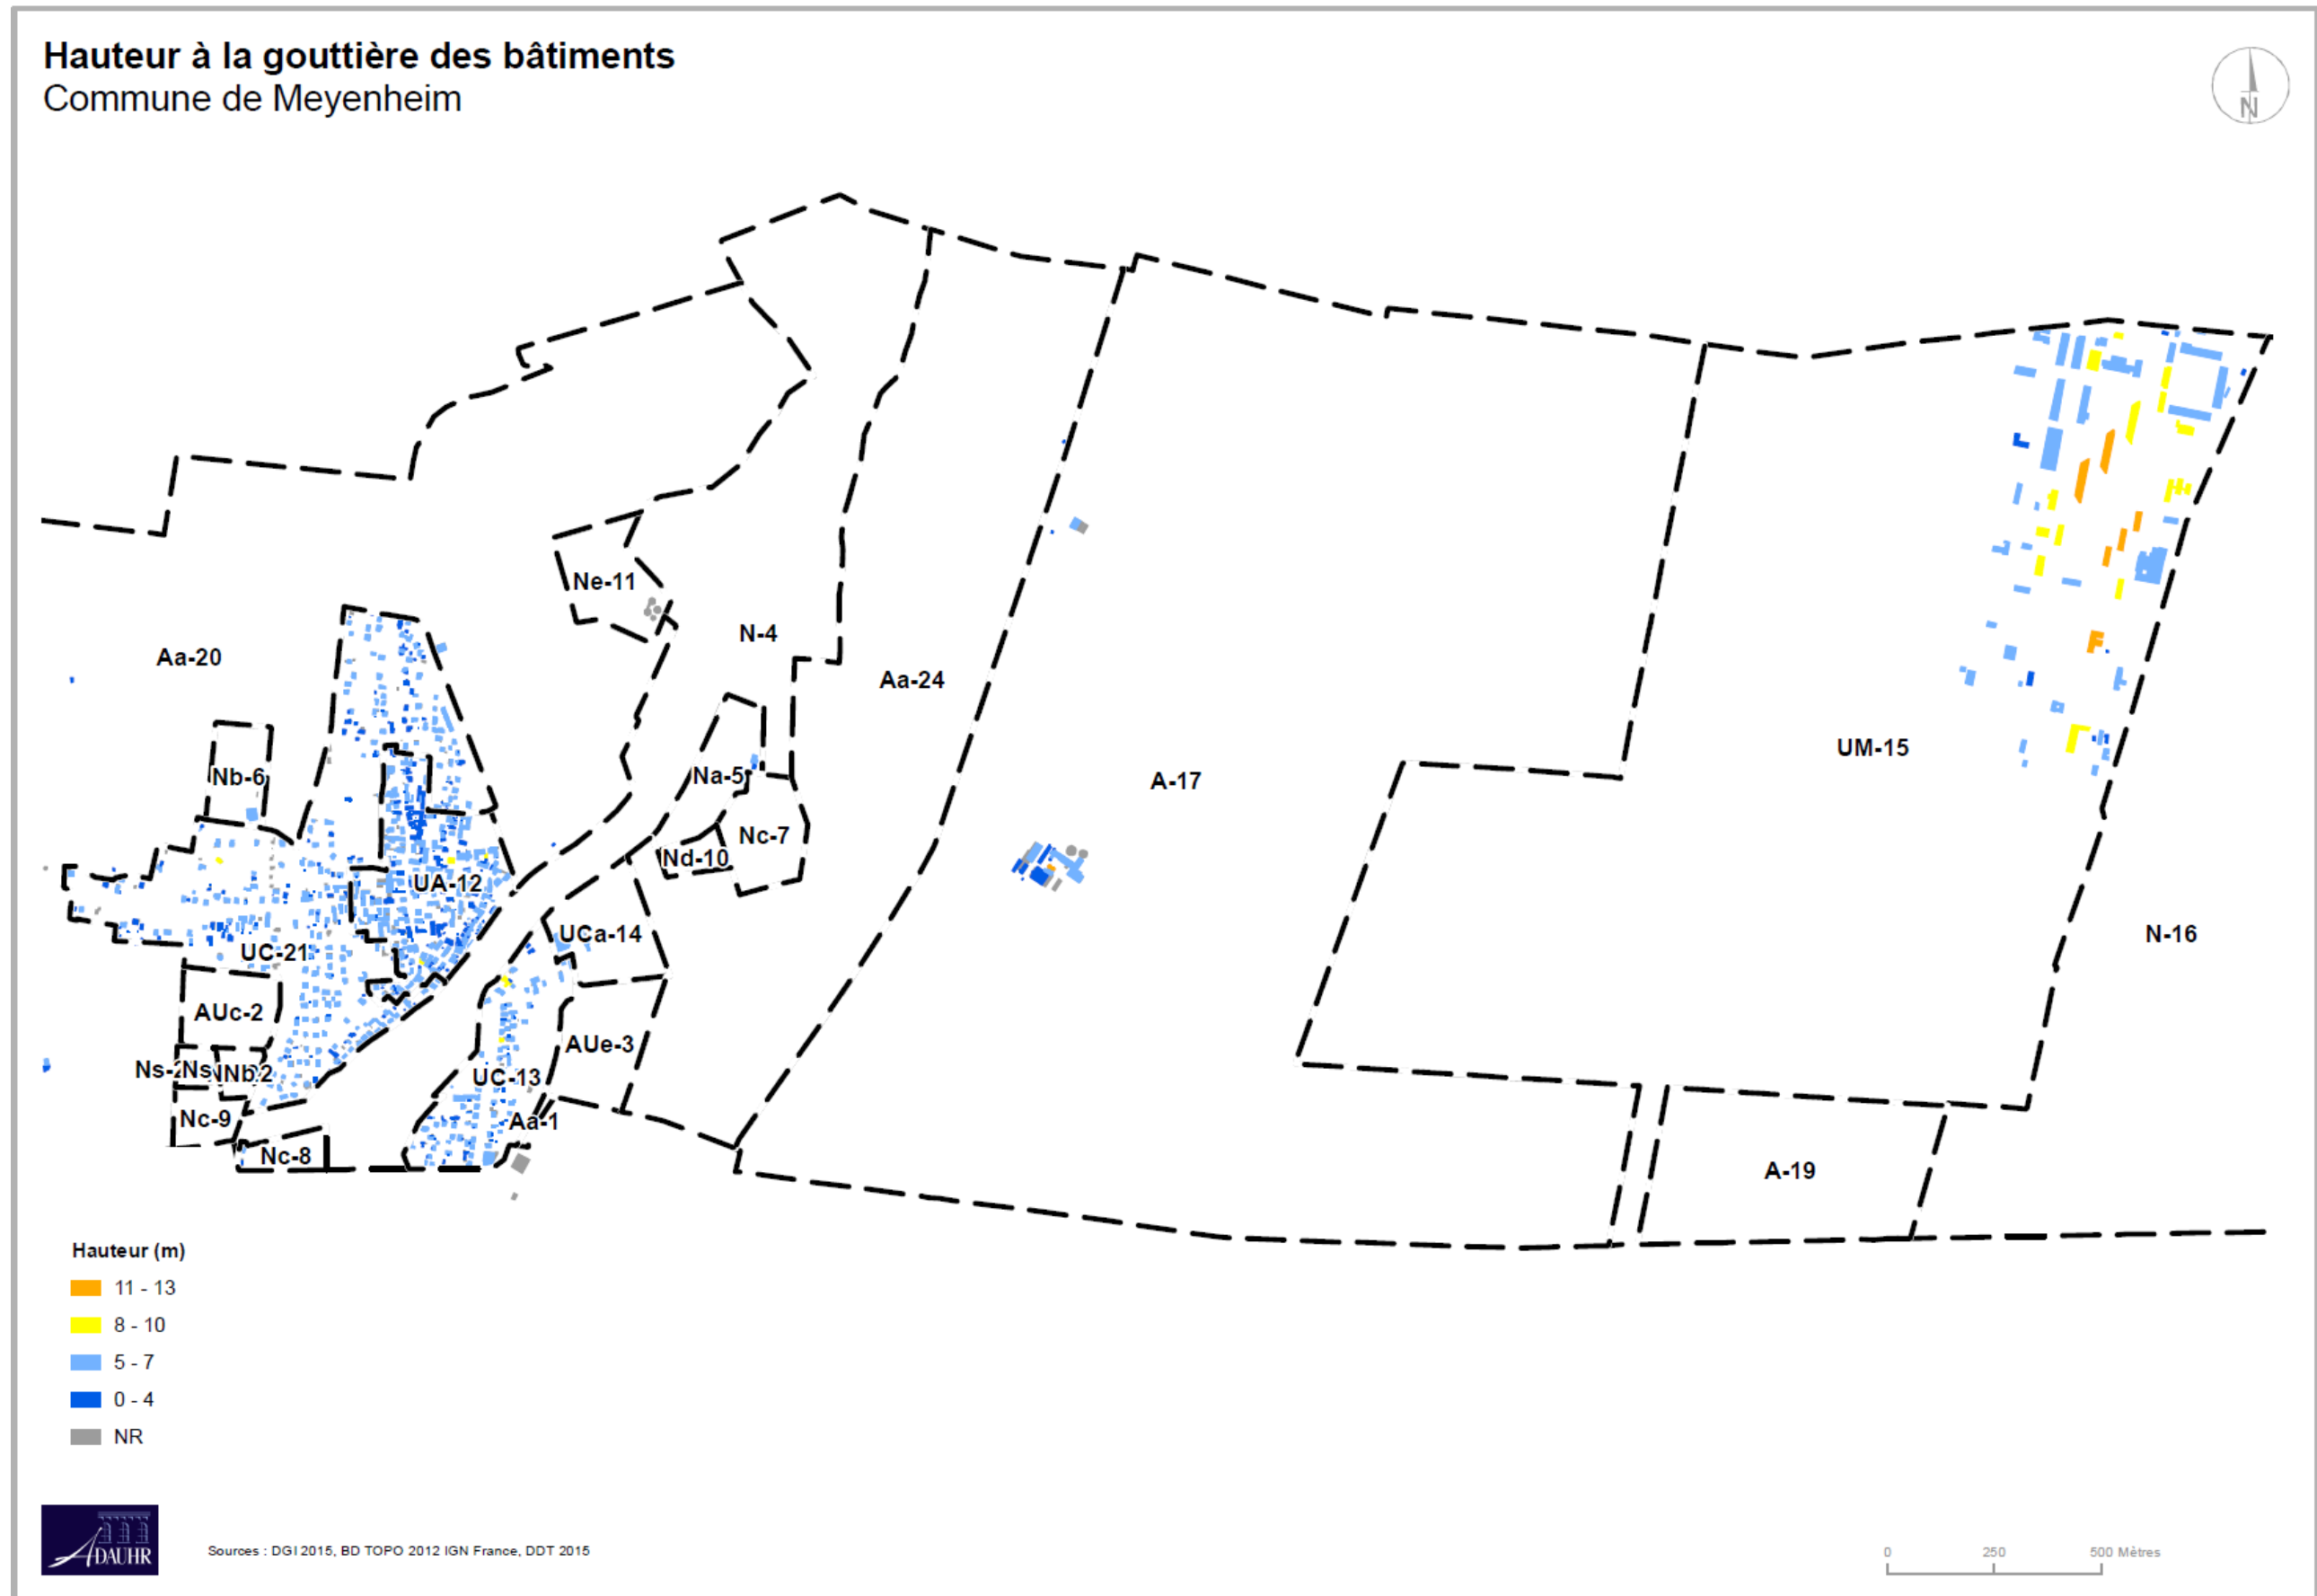 Hauteur à la gouttière des bâtiments
Commune de Meyenheim
N
Ne-11
N-4
Aa-20
Aa-24
UM-15
Nb-6
Na-5
A-17
Nc-7
Nd-10
UA-12
UCa-14
N-16
UC-21
AUc-2
AUe-3
Ns-2
Ns
Nb
2
UC-13
Nc-9
Aa-1
Nc-8
A-19
Hauteur (m)
11 - 13
8 - 10
5 - 7
0 - 4
NR
ADAUHR
Sources : DGI 2015, BD TOPO 2012 IGN France, DDT 2015
0 250 500 Mètres